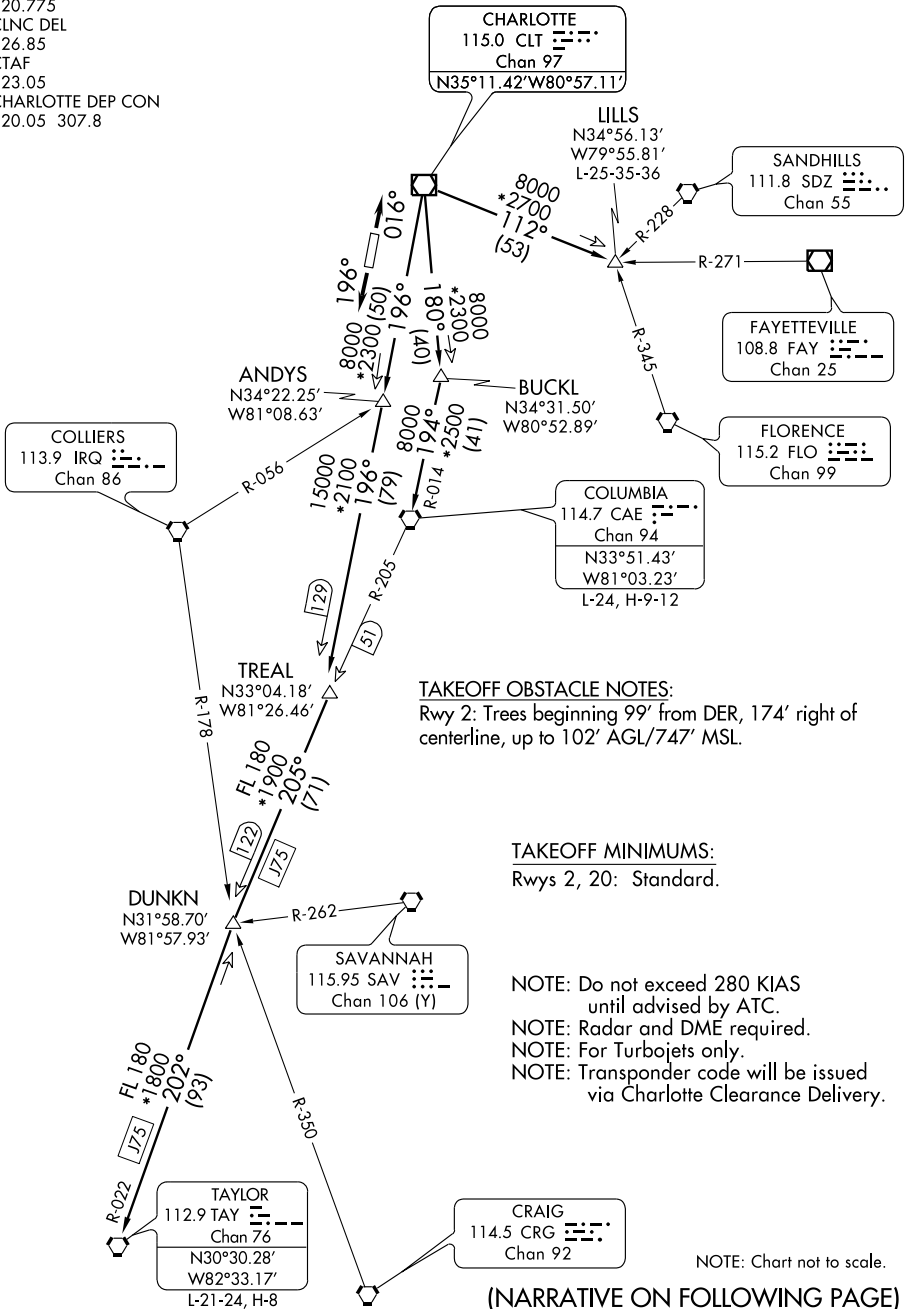 20.775
LNC DEL
26.85
TAF
23.05
CHARLOTTE DEP CON
20.05 307.8
CHARLOTTE
115.0 CLT
Chan 97
N35°11.42'W80°57.11'
LILLS
N34°56.13'
W79°55.81'
L-25-35-36
SANDHILLS
111.8 SDZ
Chan 55
R-228
8000
*2700
112°
(53)
R-271
FAYETTEVILLE
108.8 FAY
Chan 25
R-345
FLORENCE
115.2 FLO
Chan 99
016°
196°
8000
*2300
196°
(50)
8000
*2300
180°
(40)
ANDYS
N34°22.25'
W81°08.63'
BUCKL
N34°31.50'
W80°52.89'
COLLIERS
113.9 IRQ
Chan 86
R-056
8000
*2500
194°
(41)
R-014
15000
*2100
196°
(79)
COLUMBIA
114.7 CAE
Chan 94
N33°51.43'
W81°03.23'
L-24, H-9-12
R-205
129
51
R-178
TREAL
N33°04.18'
W81°26.46'
TAKEOFF OBSTACLE NOTES:
Rwy 2: Trees beginning 99' from DER, 174' right of
centerline, up to 102' AGL/747' MSL.
FL 180
*1900
205°
(71)
122
J75
TAKEOFF MINIMUMS:
Rwys 2, 20: Standard.
DUNKN
N31°58.70'
W81°57.93'
R-262
SAVANNAH
115.95 SAV
Chan 106 (Y)
NOTE: Do not exceed 280 KIAS
until advised by ATC.
NOTE: Radar and DME required.
NOTE: For Turbojets only.
NOTE: Transponder code will be issued
via Charlotte Clearance Delivery.
FL 180
*1800
202°
(93)
J75
R-350
R-022
TAYLOR
112.9 TAY
Chan 76
N30°30.28'
W82°33.17'
L-21-24, H-8
CRAIG
114.5 CRG
Chan 92
NOTE: Chart not to scale.
(NARRATIVE ON FOLLOWING PAGE)